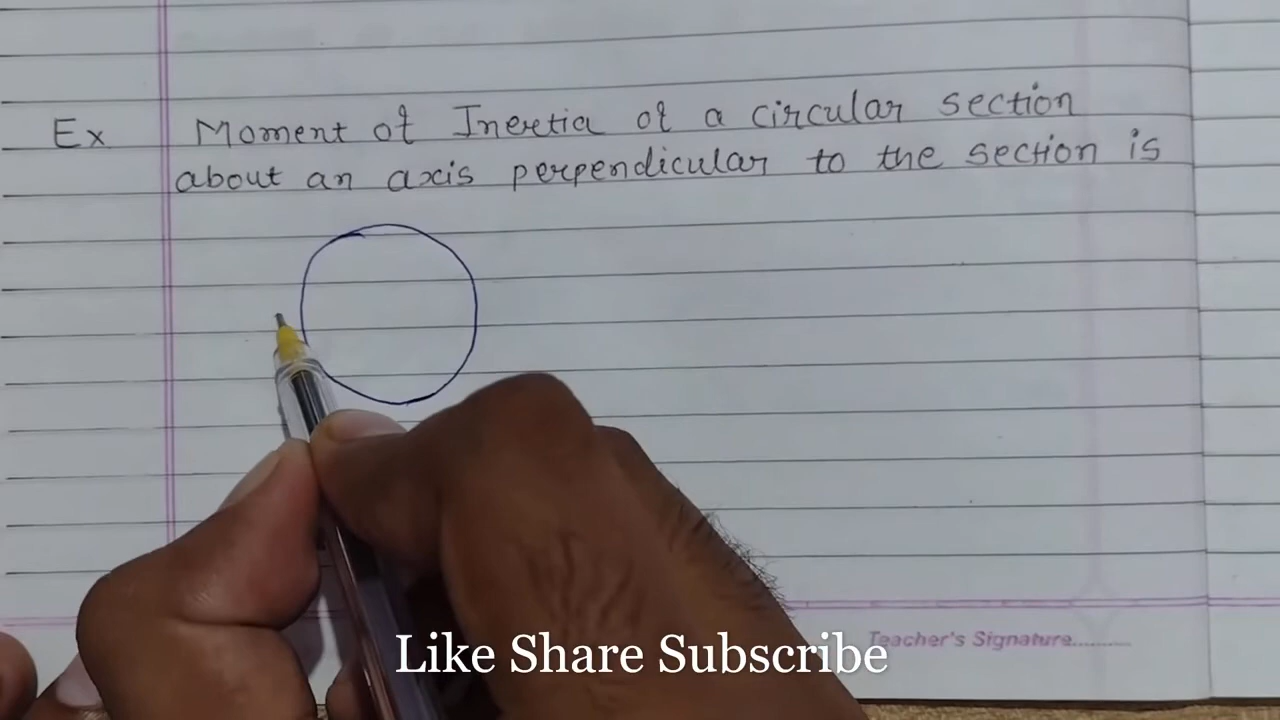 Ex Moment of Inertia of a circular section
about an axis perpendicular to the section is
Like Share Subscribe
Teacher's Signature...........